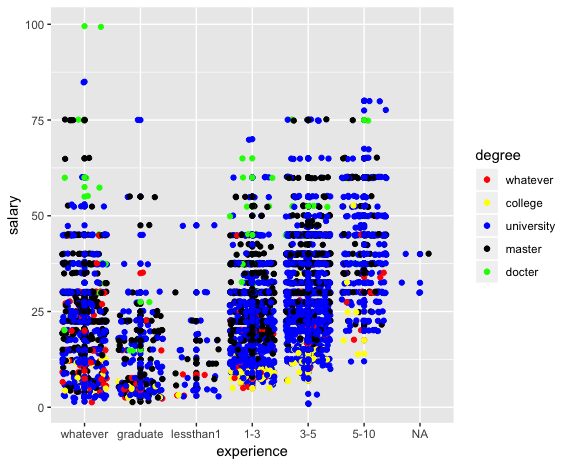 100
75
50
25
0
salary
whatever graduate lessthan1 1-3 3-5 5-10 NA
experience
degree
whatever
college
university
master
docter